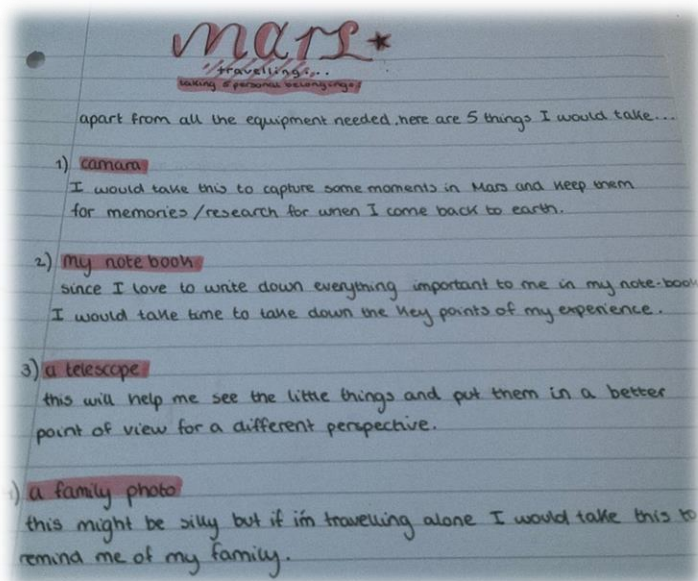 mars
travelling...
taking 5 personal belongings!
apart from all the equipment needed, here are 5 things I would take...
1) camara
I would take this to capture some moments in Mars and keep them
for memories / research for when I come back to earth.
2) my note book
since I love to write down everything important to me in my note-book
I would take time to take down the key points of my experience.
3) a telescope
this will help me see the little things and put them in a better
point of view for a different perspective.
) a family photo
this might be silly but if i'm travelling alone I would take this to
remind me of my family.